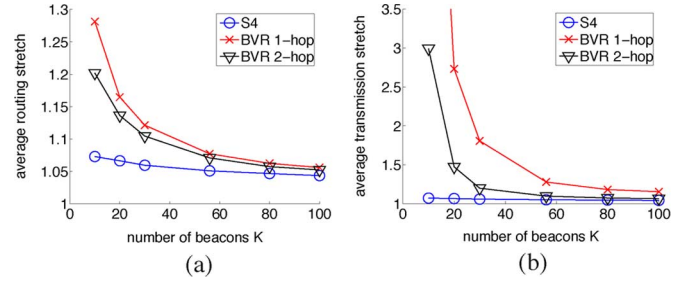 average routing stretch
1.3
1.25
1.2
1.15
1.1
1.05
1
0 20 40 60 80 100
number of beacons K
S4
BVR 1-hop
BVR 2-hop
(a)
average transmission stretch
3.5
3
2.5
2
1.5
1
0 20 40 60 80 100
number of beacons K
S4
BVR 1-hop
BVR 2-hop
(b)